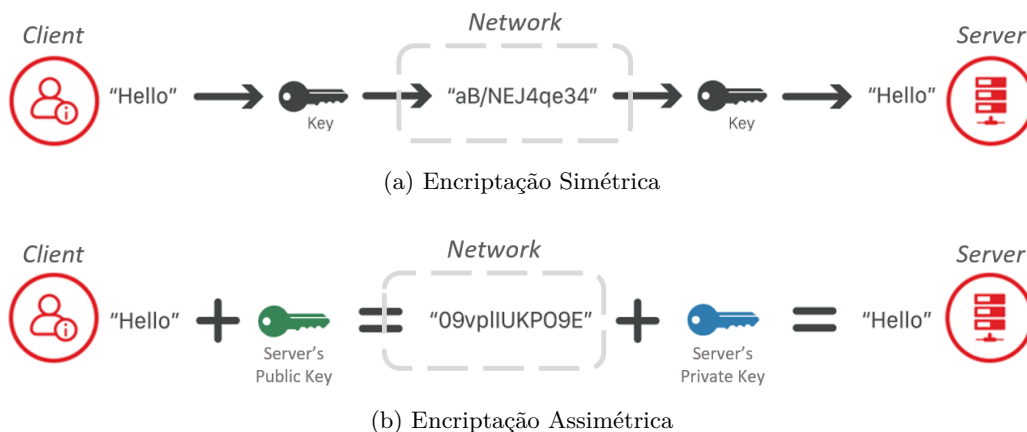 Client
Network
Server
"Hello"
"aB/NEJ4qe34"
"Hello"
Key
Key
(a) Encriptação Simétrica
Client
Network
Server
"Hello"
"09vplIUKPO9E"
"Hello"
Server's
Public Key
Server's
Private Key
(b) Encriptação Assimétrica